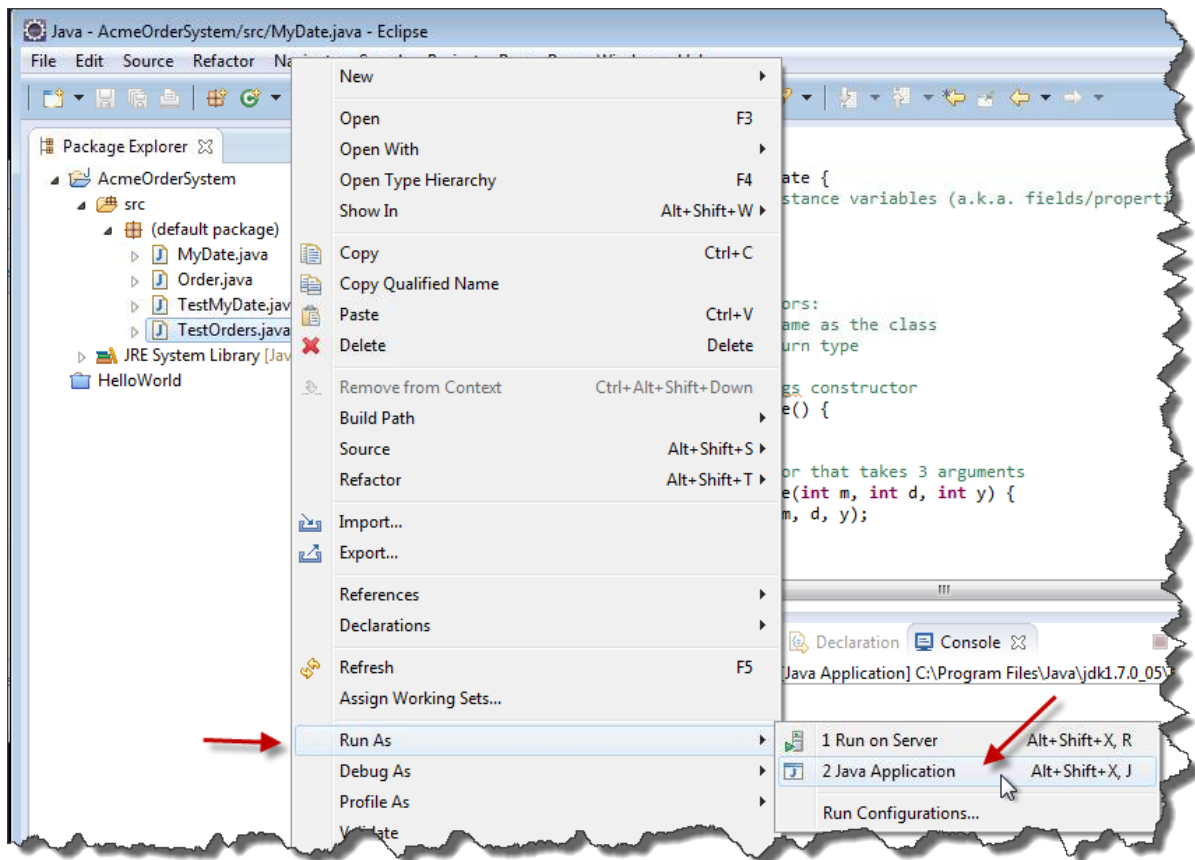 Java - AcmeOrderSystem/src/MyDate.java - Eclipse
File Edit Source Refactor
Package Explorer
AcmeOrderSystem
src
(default package)
MyDate.java
Order.java
TestMyDate.jav
TestOrders.java
JRE System Library [Jav
HelloWorld
New
Open F3
Open With
Open Type Hierarchy F4
Show In Alt+Shift+W
Copy Ctrl+C
Copy Qualified Name
Paste Ctrl+V
Delete Delete
Remove from Context Ctrl+Alt+Shift+Down
Build Path
Source Alt+Shift+S
Refactor Alt+Shift+T
Import...
Export...
References
Declarations
Refresh F5
Assign Working Sets...
Run As
Debug As
Profile As
Validate
1 Run on Server Alt+Shift+X, R
2 Java Application Alt+Shift+X, J
Run Configurations...
ate {
stance variables (a.k.a. fields/properti
ors:
ame as the class
urn type
gs constructor
e() {
or that takes 3 arguments
e(int m, int d, int y) {
m, d, y);
Declaration Console
[Java Application] C:\Program Files\Java\jdk1.7.0_05\